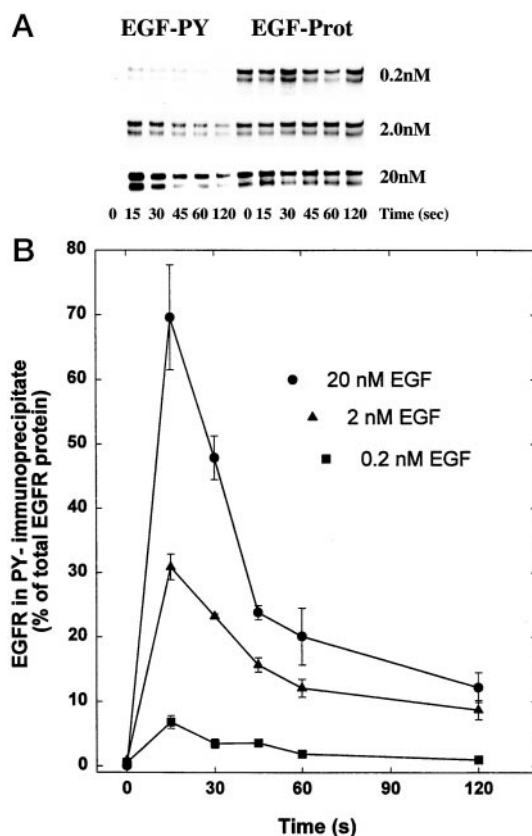 A
EGF-PY EGF-Prot
0.2nM
2.0nM
20nM
0 15 30 45 60 120 0 15 30 45 60 120 Time (sec)
B
80
70
60
50
40
30
20
10
0
EGFR in PY- immunoprecipitate
(% of total EGFR protein)
20 nM EGF
2 nM EGF
0.2 nM EGF
0 30 60 90 120
Time (s)